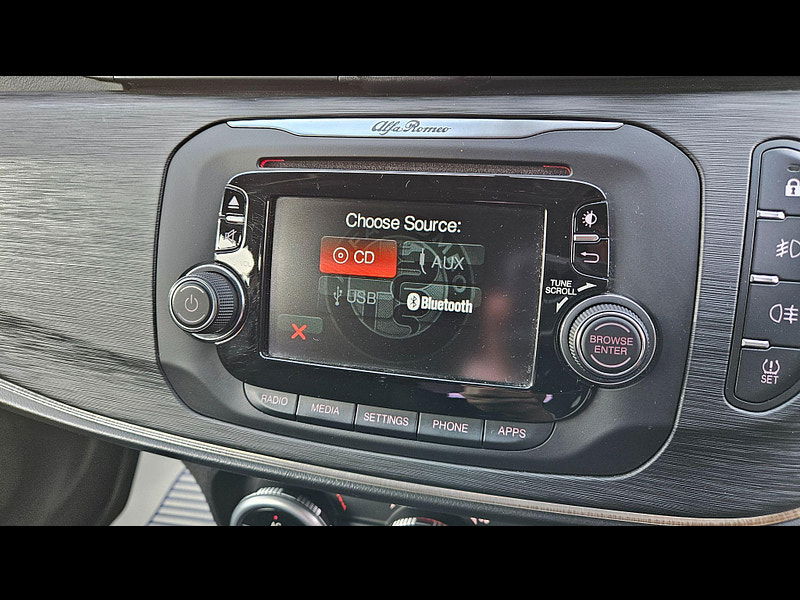 Alfa Romeo
Choose Source:
CD
AUX
USB
Bluetooth
TUNE
SCROLL
BROWSE
ENTER
RADIO
MEDIA
SETTINGS
PHONE
APPS
SET